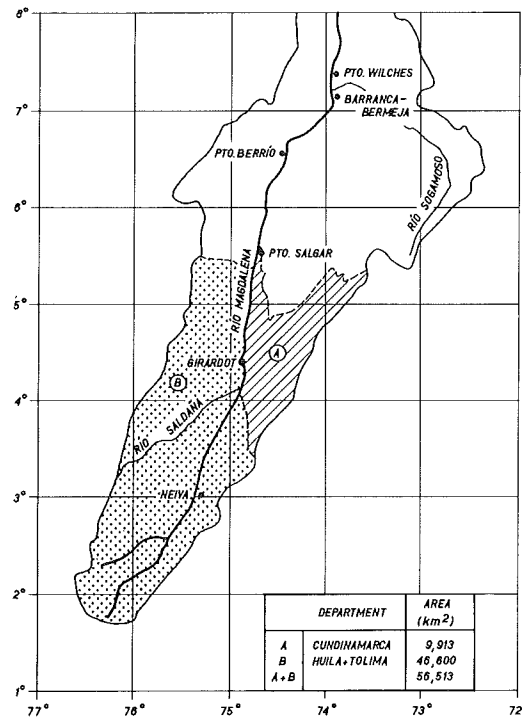 8°
7°
6°
5°
4°
3°
2°
1°
77°
76°
75°
74°
73°
72
PTO. WILCHES
BARRANCA-
BERMEJA
PTO. BERRÍO
RÍO SOGAMOSO
PTO. SALGAR
RÍO MAGDALENA
A
GIRARDOT
B
RÍO SALDAÑA
NEIVA
DEPARTMENT AREA (km2)
A CUNDINAMARCA 9,913
B HUILA+TOLIMA 46,600
A+B 56,513